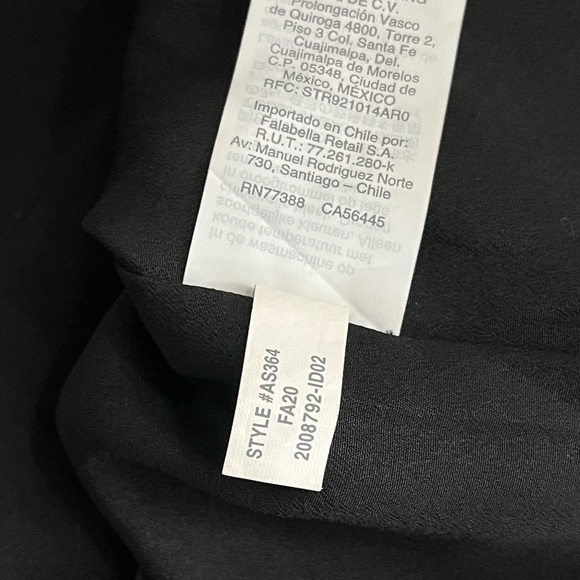 DE C.V.
Prolongación Vasco
de Quiroga 4800, Torre 2,
Piso 3 Col. Santa Fe
Cuajimalpa, Del.
Cuajimalpa de Morelos
C.P. 05348, Ciudad de
México, MÉXICO
RFC: STR921014AR0
Importado en Chile por:
Falabella Retail S.A.
R.U.T.: 77.261.280-k
Av: Manuel Rodriguez Norte
730, Santiago – Chile
RN77388 CA56445
STYLE #AS364
FA20
2008792-ID02